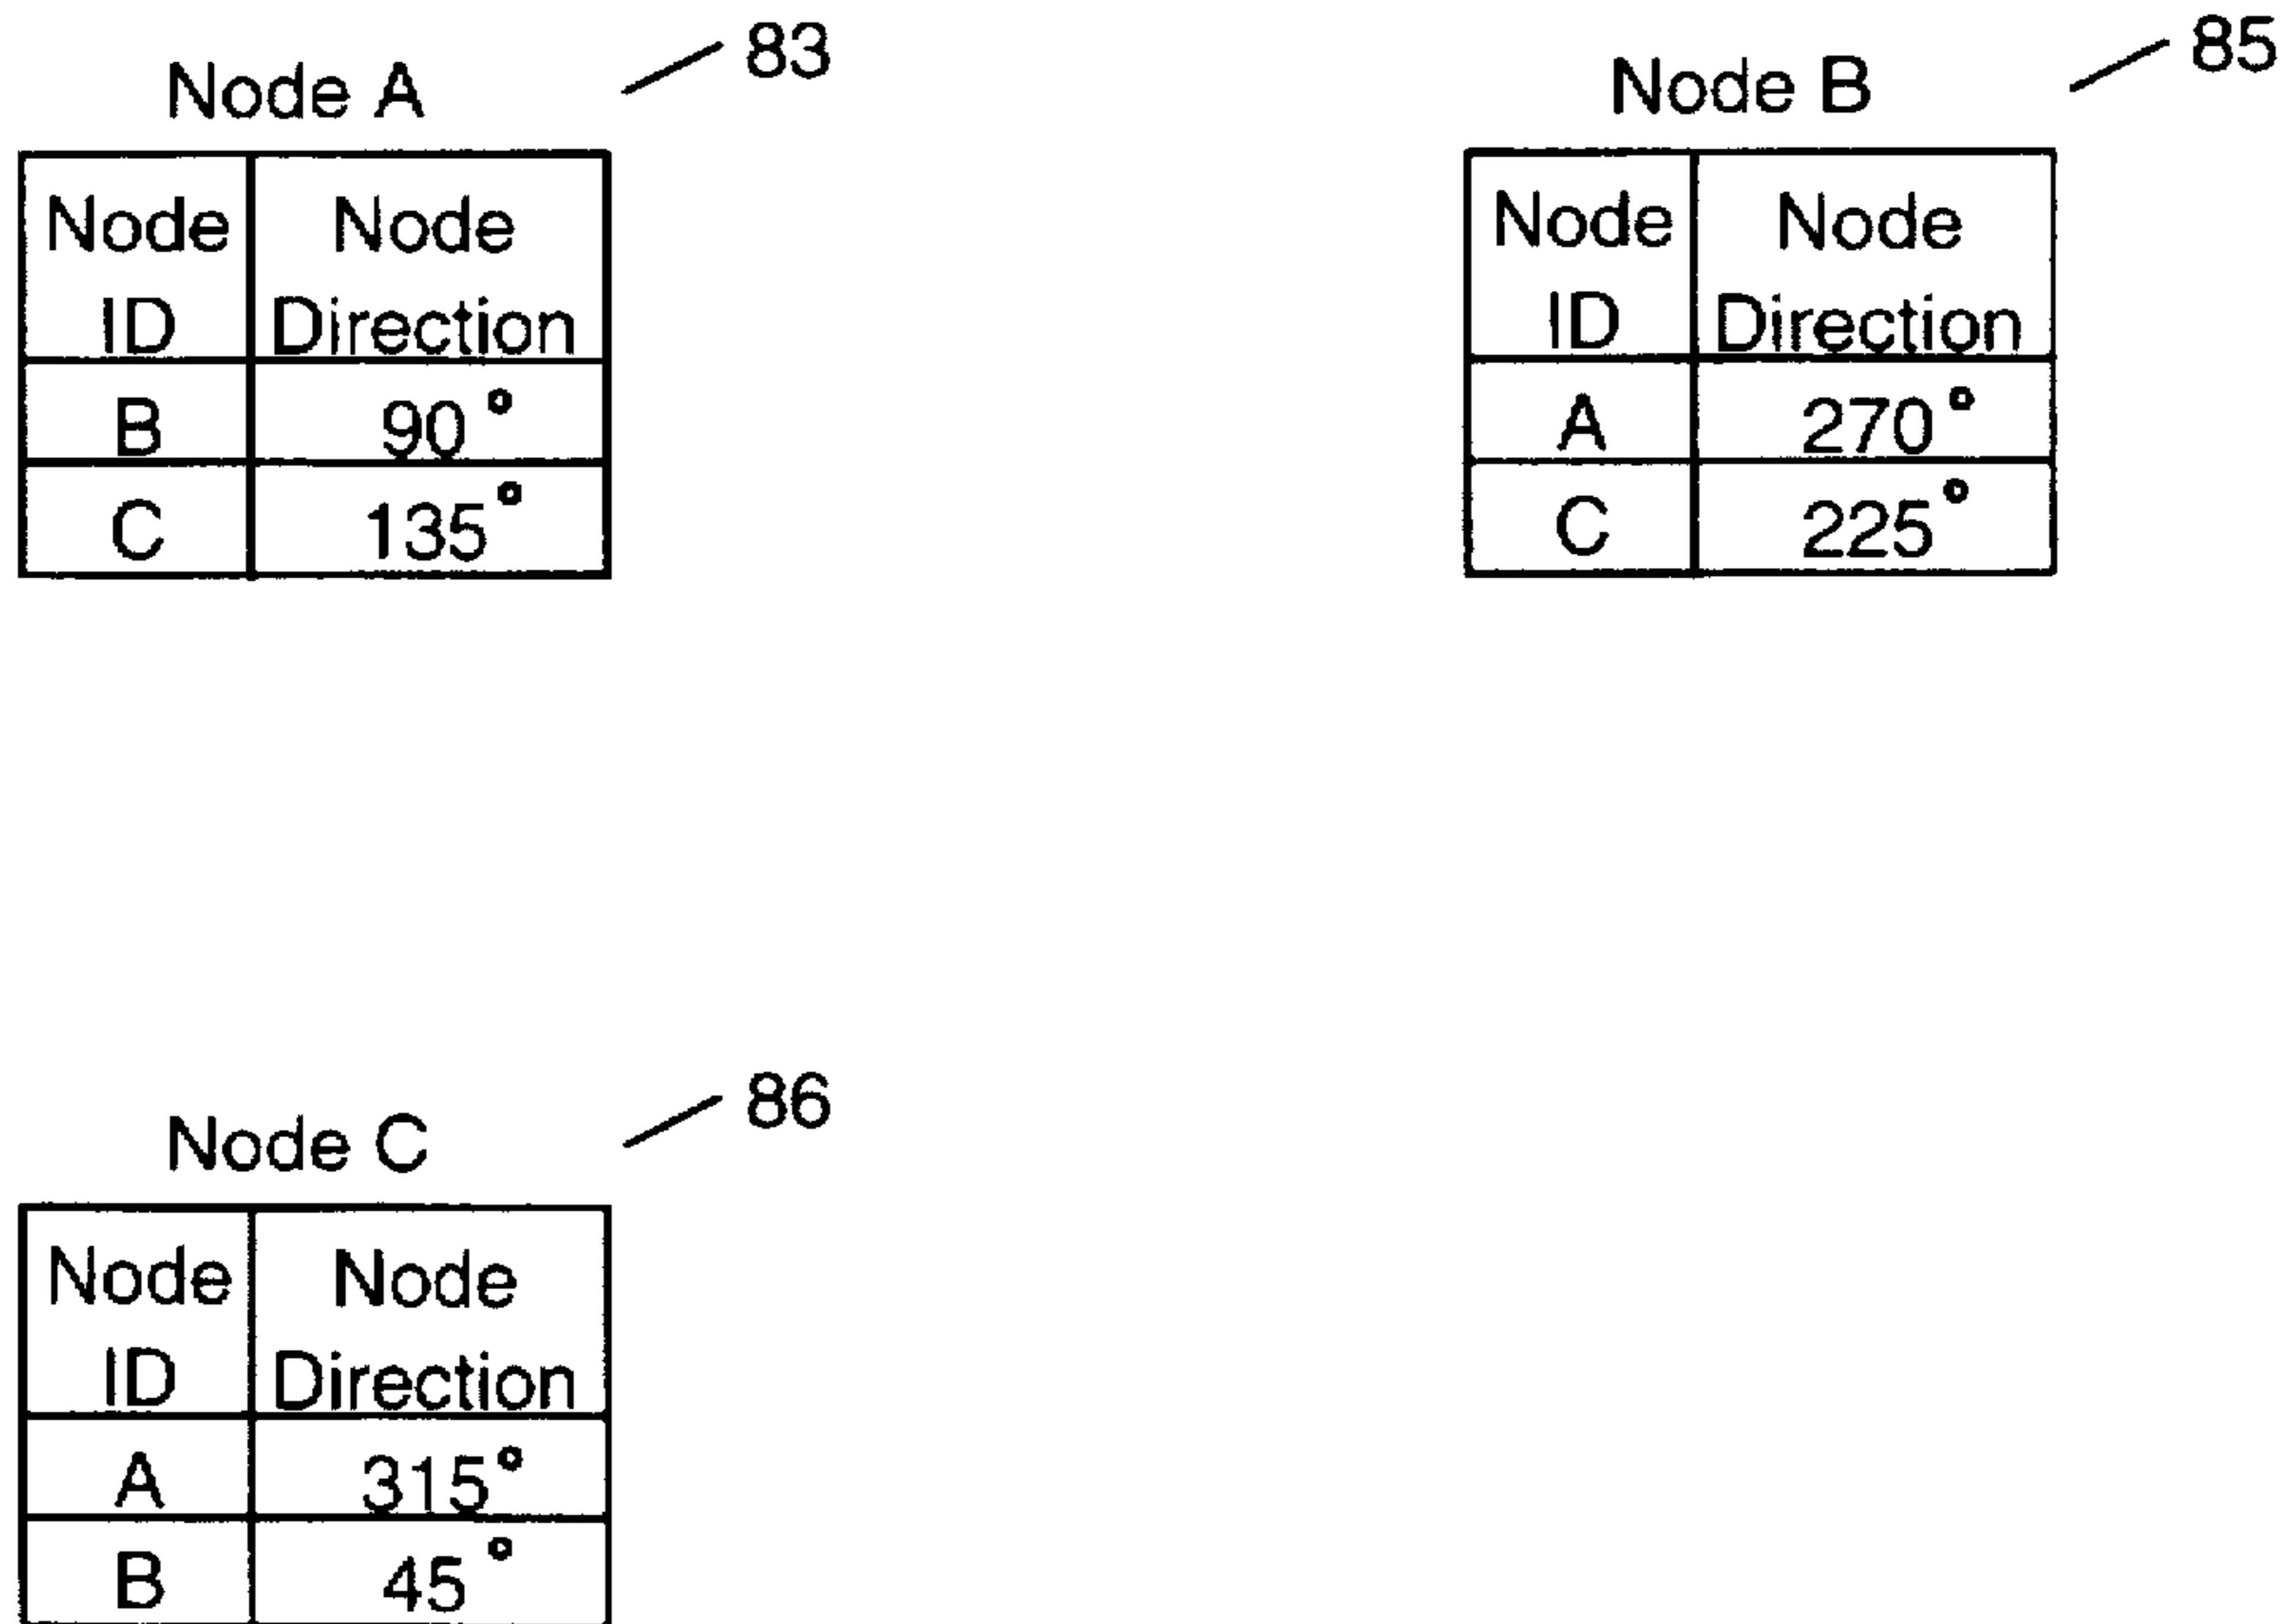 Node A 83
Node Node
ID Direction
B 90°
C 135°
Node B 85
Node Node
ID Direction
A 270°
C 225°
Node C 86
Node Node
ID Direction
A 315°
B 45°